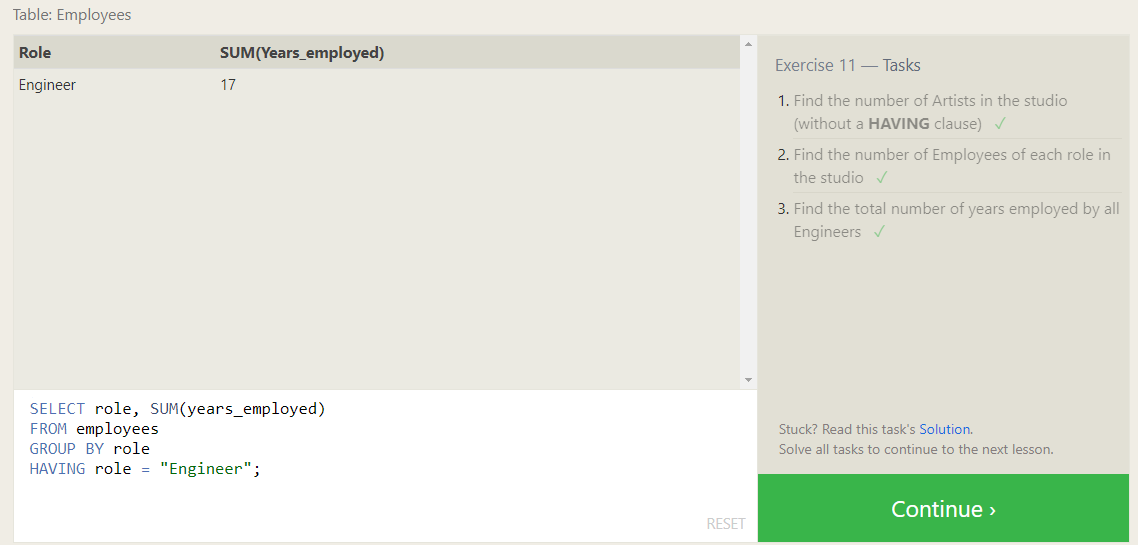 Table: Employees
Role SUM(Years_employed)
Engineer 17
SELECT role, SUM(years_employed)
FROM employees
GROUP BY role
HAVING role = "Engineer";
RESET
Exercise 11 — Tasks
1. Find the number of Artists in the studio
(without a HAVING clause) ✓
2. Find the number of Employees of each role in
the studio ✓
3. Find the total number of years employed by all
Engineers ✓
Stuck? Read this task's Solution.
Solve all tasks to continue to the next lesson.
Continue ›